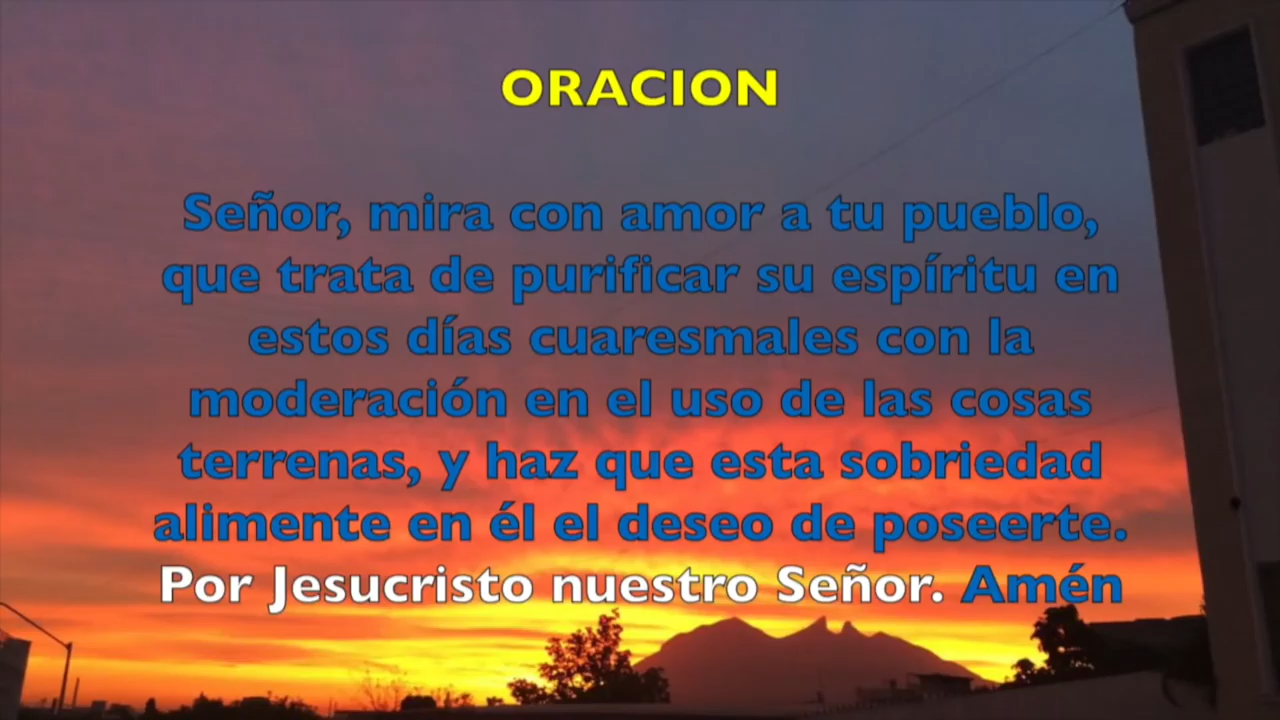 ORACION
Señor, mira con amor a tu pueblo,
que trata de purificar su espíritu en
estos días cuaresmales con la
moderación en el uso de las cosas
terrenas, y haz que esta sobriedad
alimente en él el deseo de poseerte.
Por Jesucristo nuestro Señor. Amén